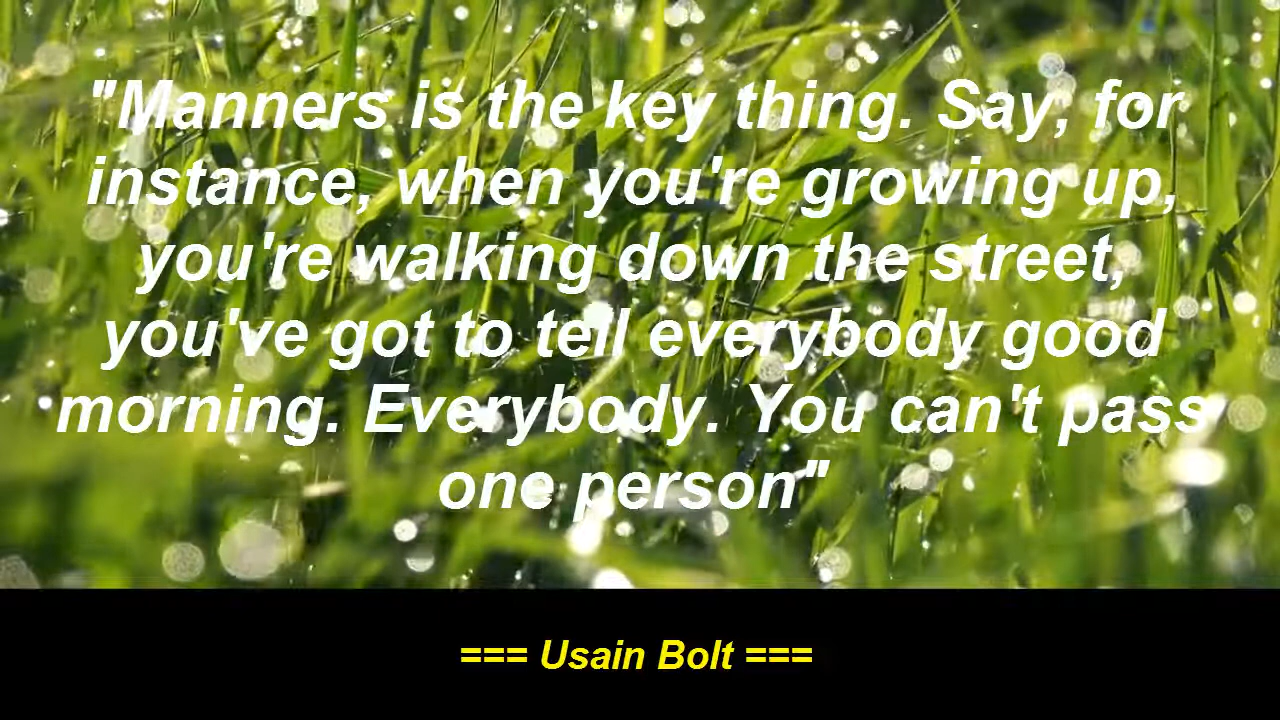 "Manners is the key thing. Say, for
instance, when you're growing up,
you're walking down the street,
you've got to tell everybody good
morning. Everybody. You can't pass
one person"
=== Usain Bolt ===